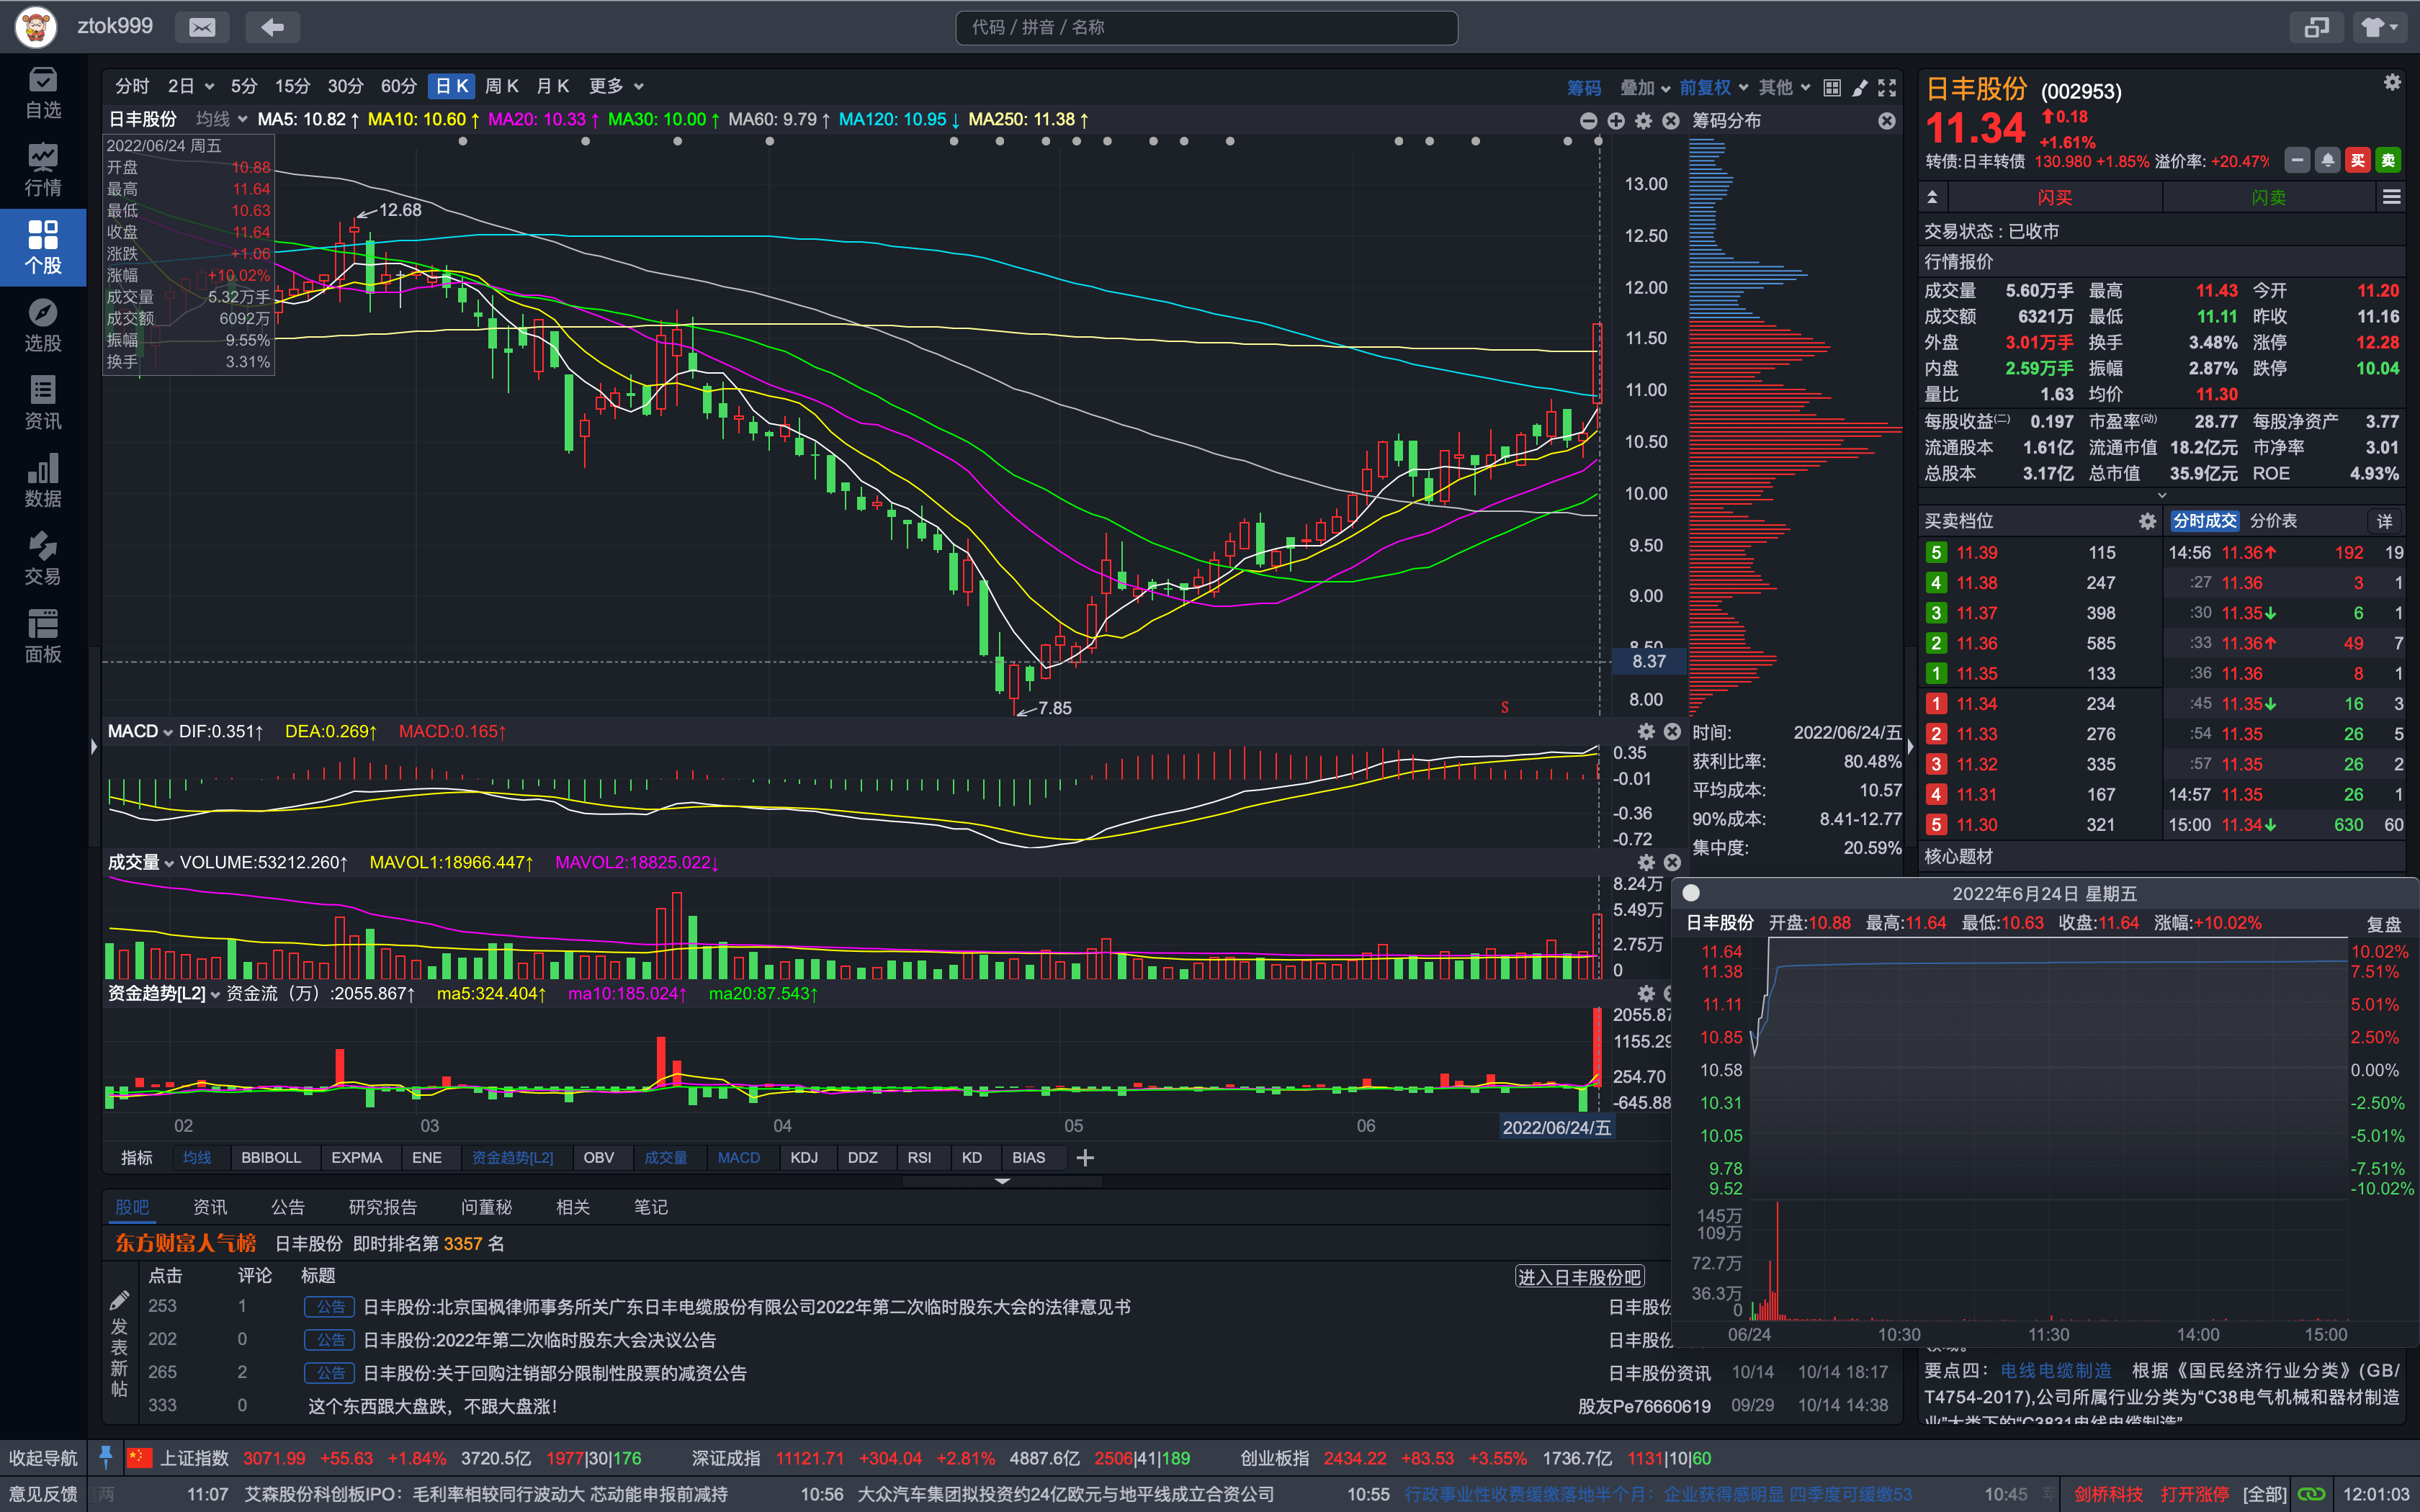 ztok999
代码 / 拼音 / 名称
自选
行情
个股
选股
资讯
数据
交易
面板
分时 2日 5分 15分 30分 60分 日K 周K 月K 更多
筹码 叠加 前复权 其他
日丰股份 均线 MA5: 10.82↑ MA10: 10.60↑ MA20: 10.33↑ MA30: 10.00↑ MA60: 9.79↑ MA120: 10.95↓ MA250: 11.38↑
筹码分布
2022/06/24 周五
开盘 10.88
最高 11.64
最低 10.63
收盘 11.64
涨跌 +1.06
涨幅 +10.02%
成交量 5.32万手
成交额 6092万
振幅 9.55%
换手 3.31%
12.68
7.85
S
13.00
12.50
12.00
11.50
11.00
10.50
10.00
9.50
9.00
8.50
8.37
8.00
MACD DIF:0.351↑ DEA:0.269↑ MACD:0.165↑
0.35
-0.01
-0.36
-0.72
成交量 VOLUME:53212.260↑ MAVOL1:18966.447↑ MAVOL2:18825.022↓
8.24万
5.49万
2.75万
0
资金趋势[L2] 资金流（万）:2055.867↑ ma5:324.404↑ ma10:185.024↑ ma20:87.543↑
2055.87
1155.29
254.70
-645.88
02 03 04 05 06 2022/06/24/五
时间: 2022/06/24/五
获利比率: 80.48%
平均成本: 10.57
90%成本: 8.41-12.77
集中度: 20.59%
指标 均线 BBIBOLL EXPMA ENE 资金趋势[L2] OBV 成交量 MACD KDJ DDZ RSI KD BIAS
股吧 资讯 公告 研究报告 问董秘 相关 笔记
东方财富人气榜 日丰股份 即时排名第 3357 名
点击 评论 标题 进入日丰股份吧
发表新帖
253 1 公告 日丰股份:北京国枫律师事务所关广东日丰电缆股份有限公司2022年第二次临时股东大会的法律意见书 日丰股份
202 0 公告 日丰股份:2022年第二次临时股东大会决议公告 日丰股份
265 2 公告 日丰股份:关于回购注销部分限制性股票的减资公告 日丰股份资讯 10/14 10/14 18:17
333 0 这个东西跟大盘跌，不跟大盘涨！ 股友Pe76660619 09/29 10/14 14:38
日丰股份 (002953)
11.34 0.18
+1.61%
转债:日丰转债 130.980 +1.85% 溢价率: +20.47% 买 卖
闪买 闪卖
交易状态 : 已收市
行情报价
成交量 5.60万手 最高 11.43 今开 11.20
成交额 6321万 最低 11.11 昨收 11.16
外盘 3.01万手 换手 3.48% 涨停 12.28
内盘 2.59万手 振幅 2.87% 跌停 10.04
量比 1.63 均价 11.30
每股收益(二) 0.197 市盈率(动) 28.77 每股净资产 3.77
流通股本 1.61亿 流通市值 18.2亿元 市净率 3.01
总股本 3.17亿 总市值 35.9亿元 ROE 4.93%
买卖档位
5 11.39 115
4 11.38 247
3 11.37 398
2 11.36 585
1 11.35 133
1 11.34 234
2 11.33 276
3 11.32 335
4 11.31 167
5 11.30 321
分时成交 分价表 详
14:56 11.36↑ 192 19
:27 11.36 3 1
:30 11.35↓ 6 1
:33 11.36↑ 49 7
:36 11.36 8 1
:45 11.35↓ 16 3
:54 11.35 26 5
:57 11.35 26 2
14:57 11.35 26 1
15:00 11.34↓ 630 60
核心题材
2022年6月24日 星期五
日丰股份 开盘:10.88 最高:11.64 最低:10.63 收盘:11.64 涨幅:+10.02% 复盘
11.64 10.02%
11.38 7.51%
11.11 5.01%
10.85 2.50%
10.58 0.00%
10.31 -2.50%
10.05 -5.01%
9.78 -7.51%
9.52 -10.02%
145万
109万
72.7万
36.3万
0
06/24 10:30 11:30 14:00 15:00
要点四： 电线电缆制造 根据《国民经济行业分类》(GB/
T4754-2017),公司所属行业分类为“C38电气机械和器材制造
业”大类下的“C3831电线电缆制造”
收起导航 上证指数 3071.99 +55.63 +1.84% 3720.5亿 1977|30|176 深证成指 11121.71 +304.04 +2.81% 4887.6亿 2506|41|189 创业板指 2434.22 +83.53 +3.55% 1736.7亿 1131|10|60
意见反馈 11:07 艾森股份科创板IPO：毛利率相较同行波动大 芯动能申报前减持 10:56 大众汽车集团拟投资约24亿欧元与地平线成立合资公司 10:55 行政事业性收费缓缴落地半个月：企业获得感明显 四季度可缓缴53 10:45 剑桥科技 打开涨停 [全部] 12:01:03